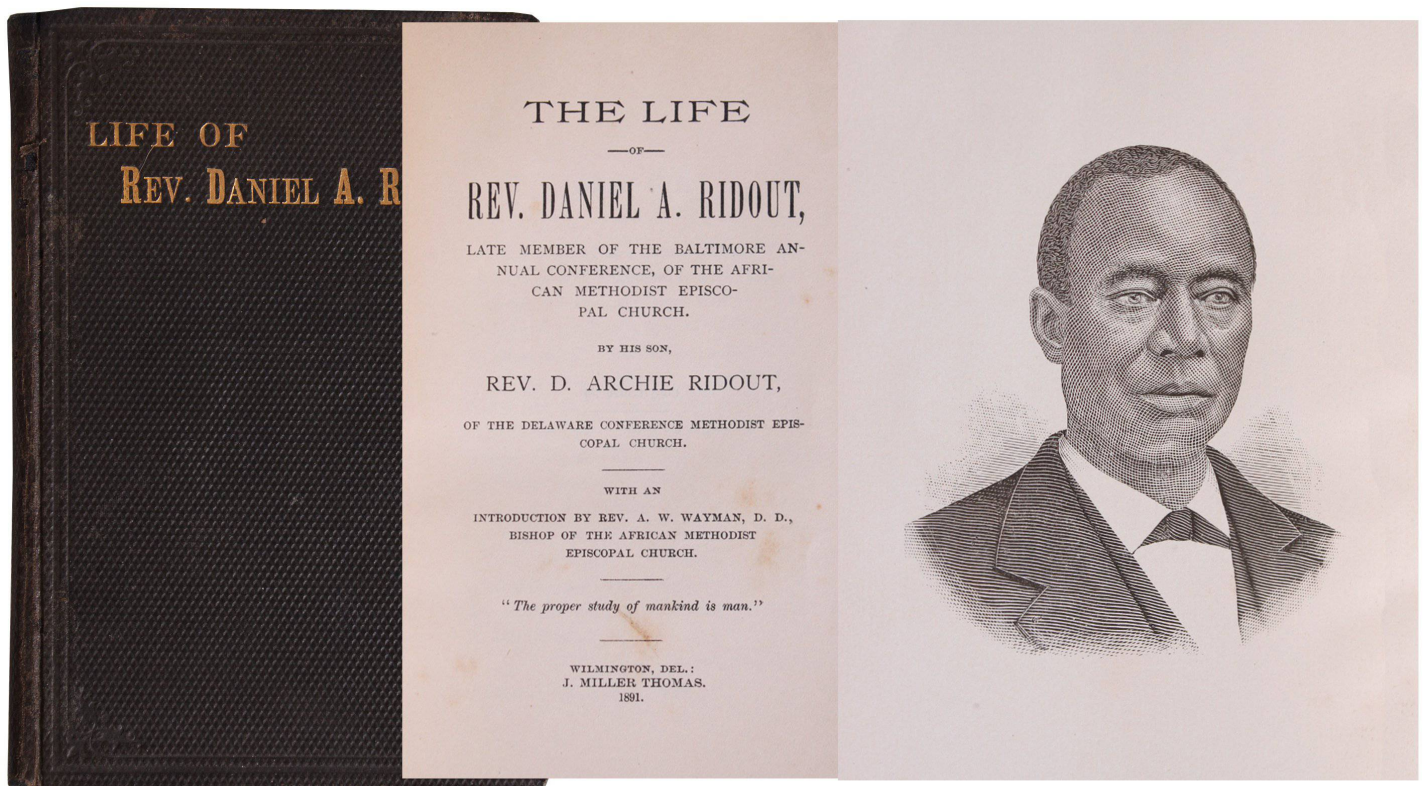 LIFE OF
REV. DANIEL A. R
THE LIFE
—OF—
REV. DANIEL A. RIDOUT,
LATE MEMBER OF THE BALTIMORE AN-
NUAL CONFERENCE, OF THE AFRI-
CAN METHODIST EPISCO-
PAL CHURCH.
BY HIS SON,
REV. D. ARCHIE RIDOUT,
OF THE DELAWARE CONFERENCE METHODIST EPIS-
COPAL CHURCH.
WITH AN
INTRODUCTION BY REV. A. W. WAYMAN, D. D.,
BISHOP OF THE AFRICAN METHODIST
EPISCOPAL CHURCH.
"The proper study of mankind is man."
WILMINGTON, DEL.:
J. MILLER THOMAS.
1891.